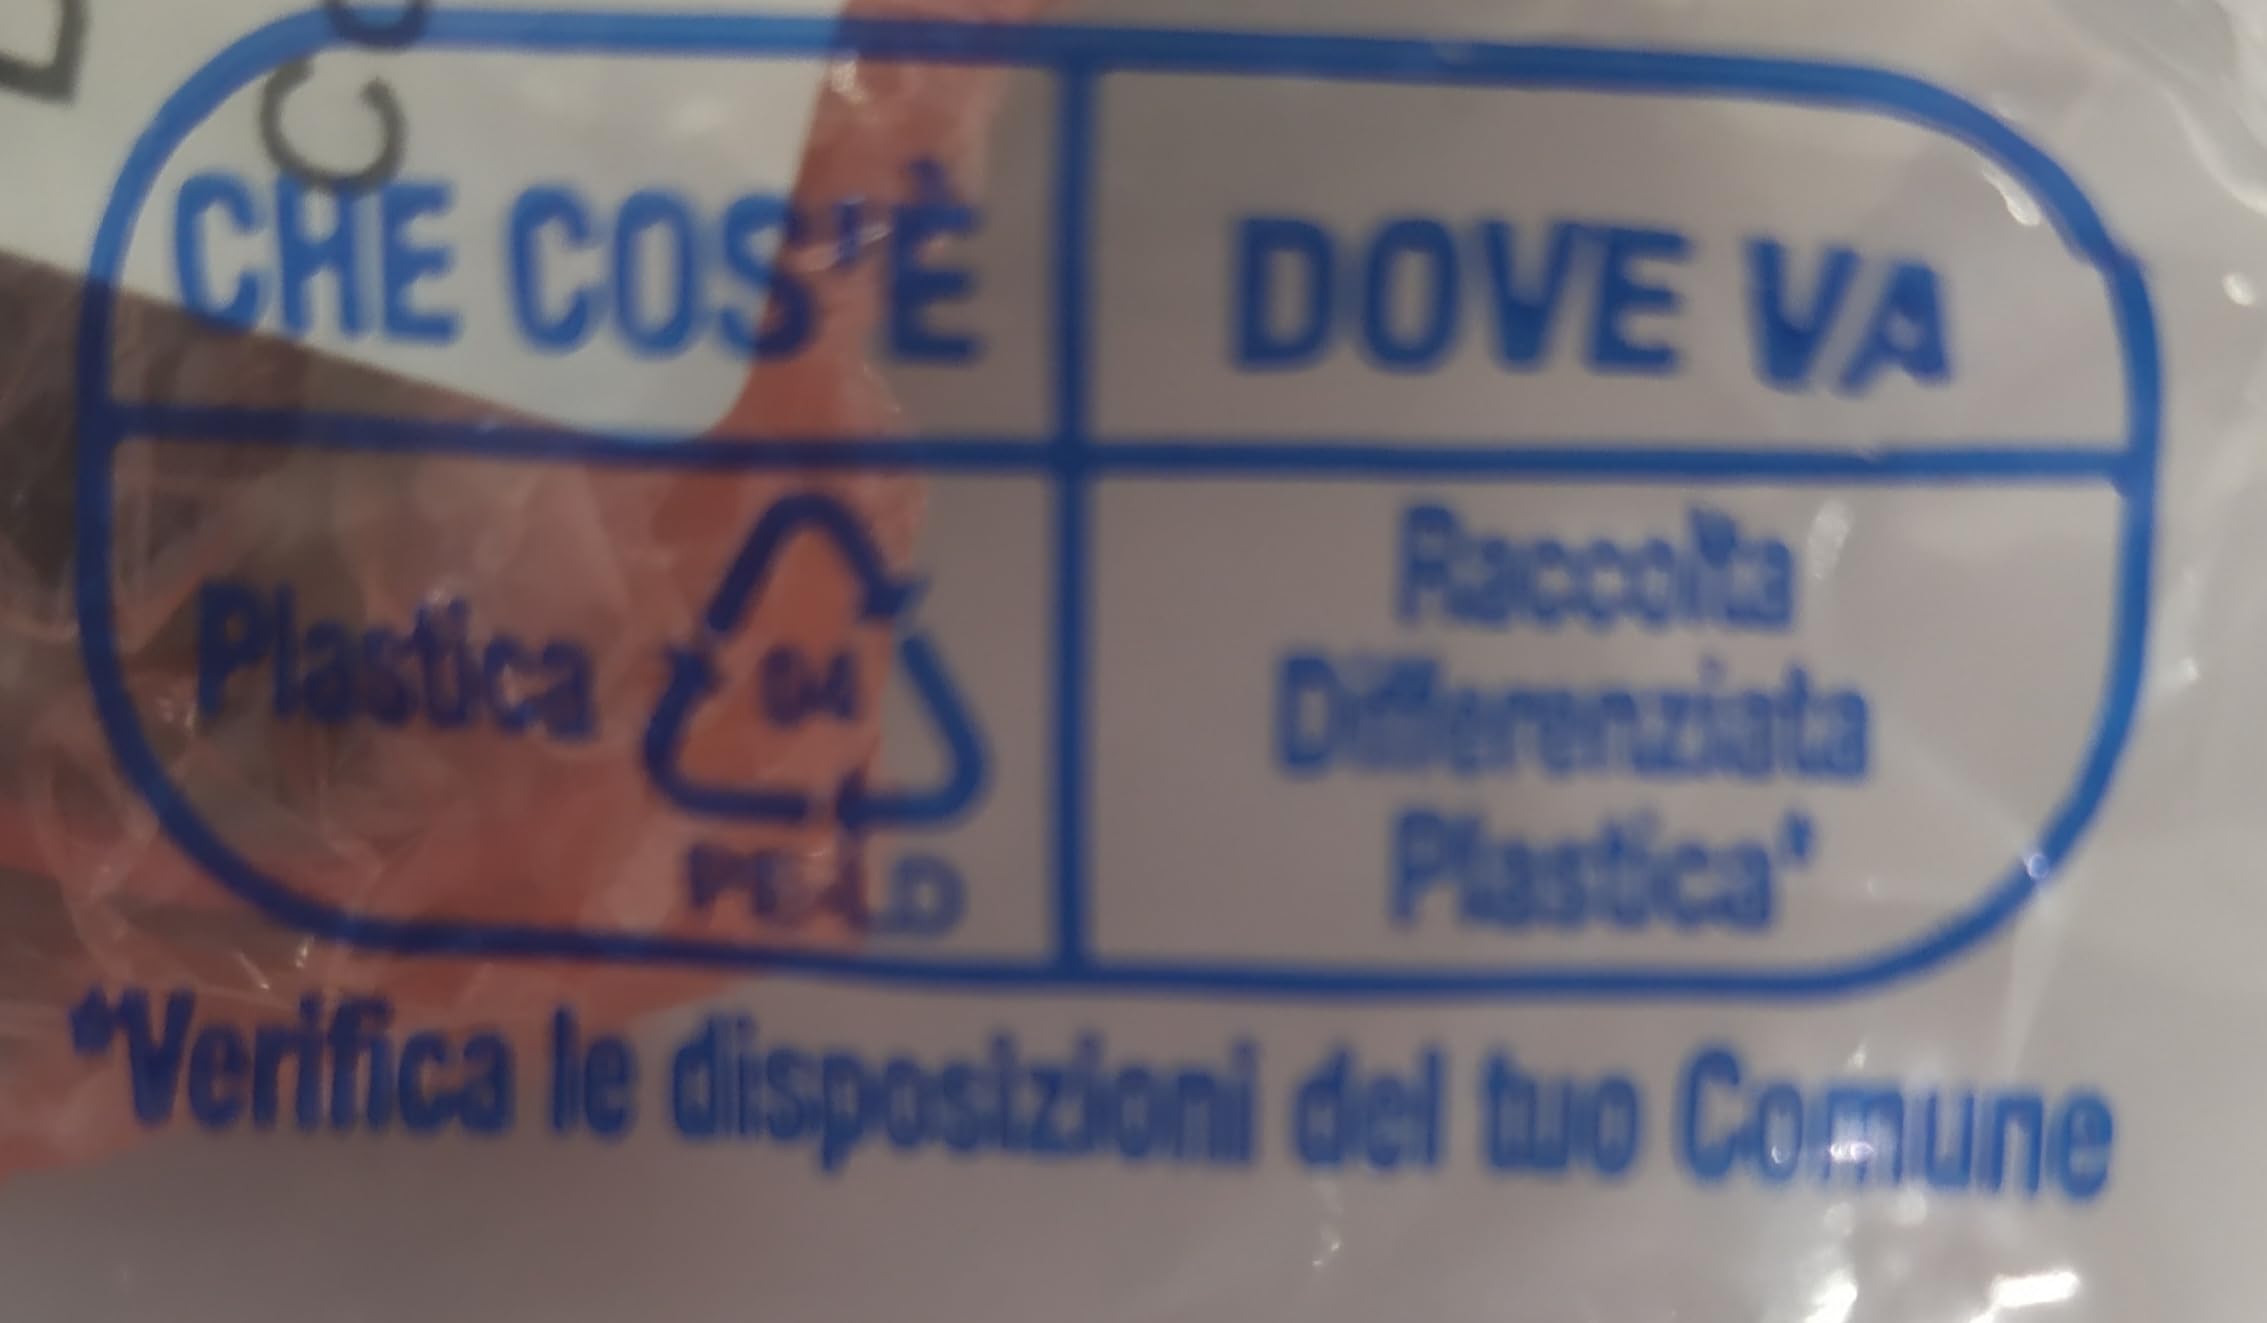 CHE COS'È
DOVE VA
Plastica
04
PE-LD
Raccolta
Differenziata
Plastica*
*Verifica le disposizioni del tuo Comune